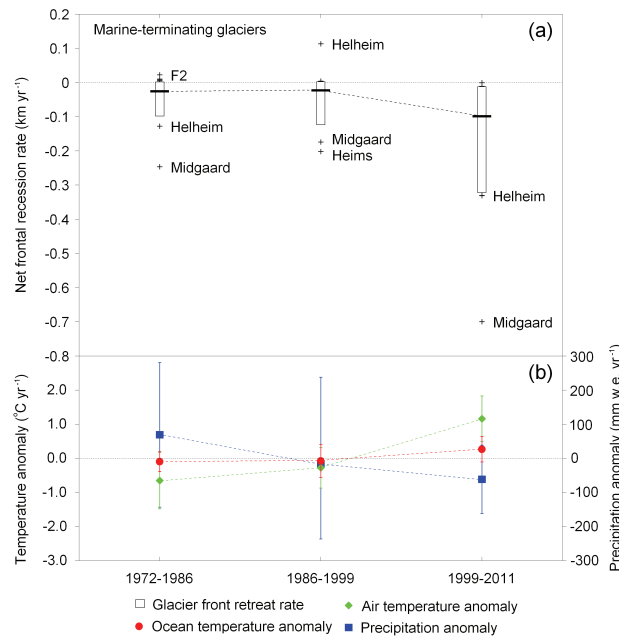 Marine-terminating glaciers
(a)
Net frontal recession rate (km yr⁻¹)
0.2
0.1
0
-0.1
-0.2
-0.3
-0.4
-0.5
-0.6
-0.7
-0.8
F2
Helheim
Midgaard
Helheim
Midgaard
Heims
Helheim
Midgaard
(b)
Temperature anomaly (°C yr⁻¹)
2.0
1.0
0.0
-1.0
-2.0
-3.0
300
200
100
0
-100
-200
-300
Precipitation anomaly (mm w.e. yr⁻¹)
1972-1986
1986-1999
1999-2011
Glacier front retreat rate
Air temperature anomaly
Ocean temperature anomaly
Precipitation anomaly